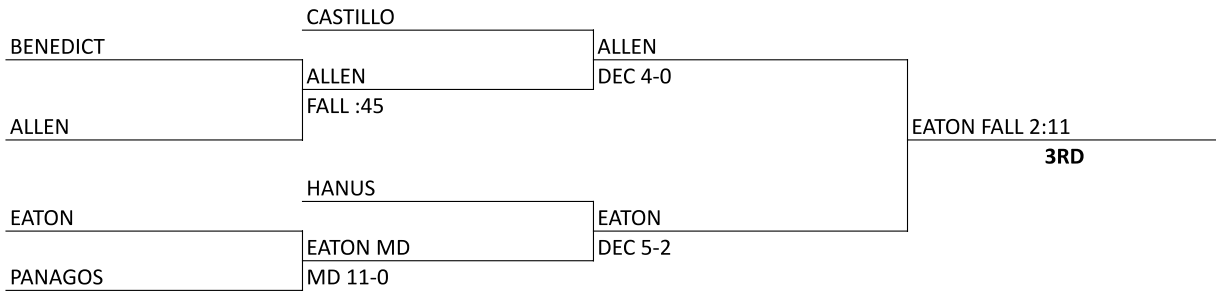 CASTILLO
BENEDICT
ALLEN
ALLEN
DEC 4-0
FALL :45
ALLEN
EATON FALL 2:11
3RD
HANUS
EATON
EATON
EATON MD
DEC 5-2
PANAGOS
MD 11-0